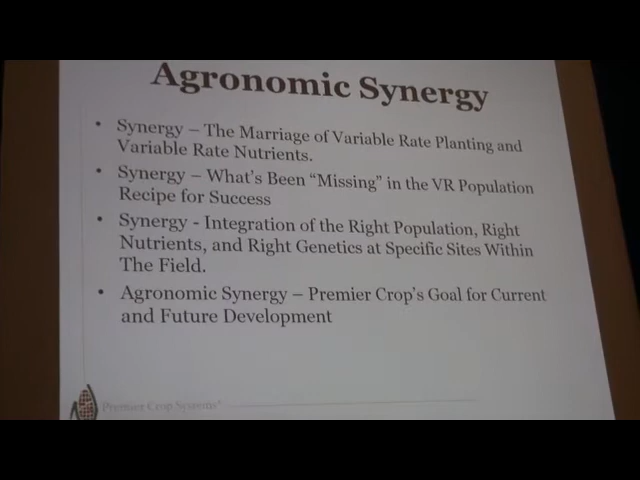 Agronomic Synergy
• Synergy – The Marriage of Variable Rate Planting and
Variable Rate Nutrients.
• Synergy – What's Been “Missing” in the VR Population
Recipe for Success
• Synergy - Integration of the Right Population, Right
Nutrients, and Right Genetics at Specific Sites Within
The Field.
• Agronomic Synergy – Premier Crop's Goal for Current
and Future Development
Premier Crop Systems